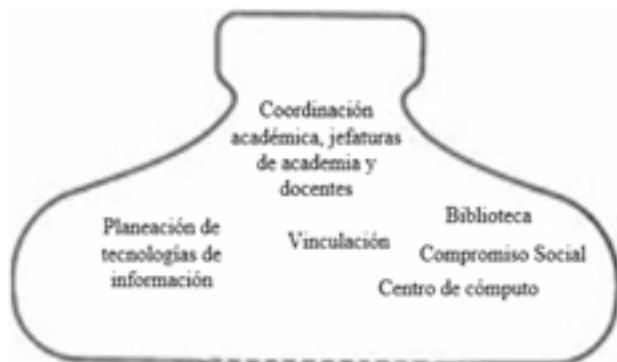 Coordinación
académica, jefaturas
de academia y
docentes
Planeación de
tecnologías de
información
Vinculación
Biblioteca
Compromiso Social
Centro de cómputo